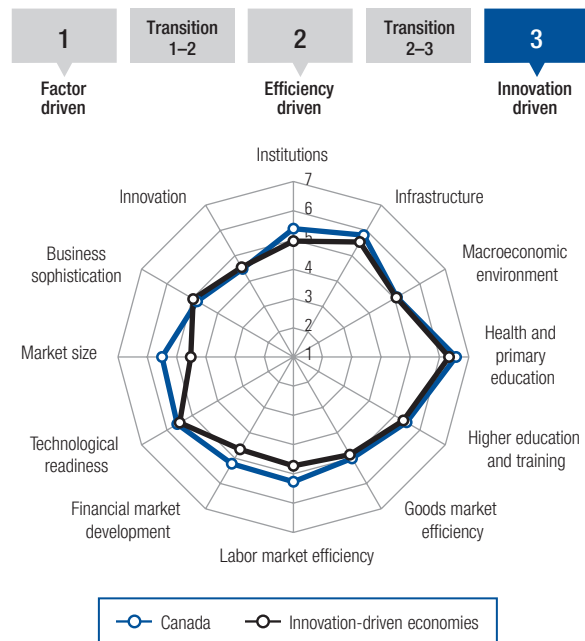 1
Transition
1–2
2
Transition
2–3
3
Factor
driven
Efficiency
driven
Innovation
driven
Institutions
7
Innovation
6
Infrastructure
5
Business
sophistication
4
Macroeconomic
environment
3
2
Market size
1
Health and
primary
education
Technological
readiness
Higher education
and training
Financial market
development
Goods market
efficiency
Labor market efficiency
Canada
Innovation-driven economies